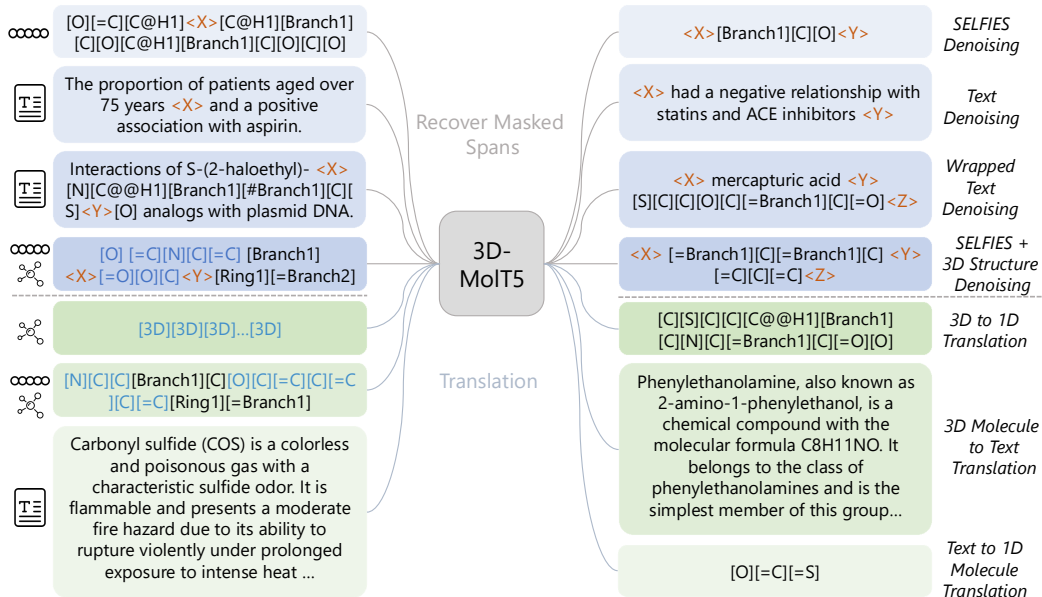 [O][=C][C@H1]<X>[C@H1][Branch1]
[C][O][C@H1][Branch1][C][O][C][O]
<X>[Branch1][C][O]<Y>
SELFIES
Denoising
T
The proportion of patients aged over
75 years <X> and a positive
association with aspirin.
Recover Masked
Spans
<X> had a negative relationship with
statins and ACE inhibitors <Y>
Text
Denoising
T
Interactions of S-(2-haloethyl)- <X>
[N][C@@H1][Branch1][#Branch1][C][
S]<Y>[O] analogs with plasmid DNA.
<X> mercapturic acid <Y>
[S][C][C][O][C][=Branch1][C][=O]<Z>
Wrapped
Text
Denoising
3D-
MolT5
[O] [=C][N][C][=C] [Branch1]
<X>[=O][O][C]<Y>[Ring1][=Branch2]
<X> [=Branch1][C][=Branch1][C] <Y>
[=C][C][=C]<Z>
SELFIES +
3D Structure
Denoising
[3D][3D][3D]...[3D]
[C][S][C][C][C@@H1][Branch1]
[C][N][C][=Branch1][C][=O][O]
3D to 1D
Translation
[N][C][C][Branch1][C][O][C][=C][C][=C
][C][=C][Ring1][=Branch1]
Translation
Phenylethanolamine, also known as
2-amino-1-phenylethanol, is a
chemical compound with the
molecular formula C8H11NO. It
belongs to the class of
phenylethanolamines and is the
simplest member of this group...
3D Molecule
to Text
Translation
T
Carbonyl sulfide (COS) is a colorless
and poisonous gas with a
characteristic sulfide odor. It is
flammable and presents a moderate
fire hazard due to its ability to
rupture violently under prolonged
exposure to intense heat ...
[O][=C][=S]
Text to 1D
Molecule
Translation